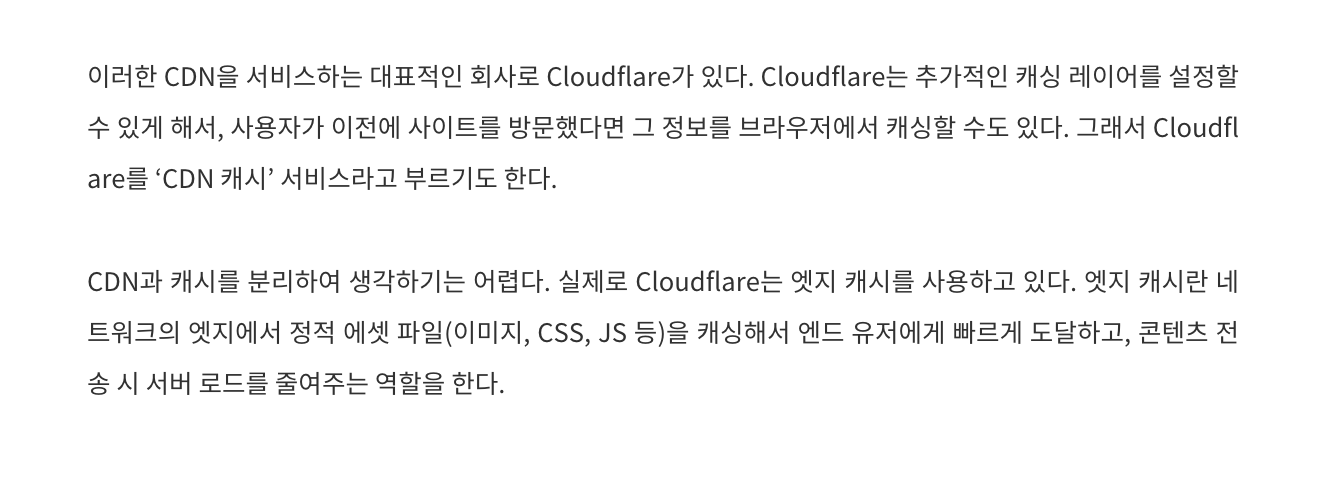 이러한 CDN을 서비스하는 대표적인 회사로 Cloudflare가 있다. Cloudflare는 추가적인 캐싱 레이어를 설정할
수 있게 해서, 사용자가 이전에 사이트를 방문했다면 그 정보를 브라우저에서 캐싱할 수도 있다. 그래서 Cloudfl
are를 ‘CDN 캐시’ 서비스라고 부르기도 한다.
CDN과 캐시를 분리하여 생각하기는 어렵다. 실제로 Cloudflare는 엣지 캐시를 사용하고 있다. 엣지 캐시란 네
트워크의 엣지에서 정적 에셋 파일(이미지, CSS, JS 등)을 캐싱해서 엔드 유저에게 빠르게 도달하고, 콘텐츠 전
송 시 서버 로드를 줄여주는 역할을 한다.